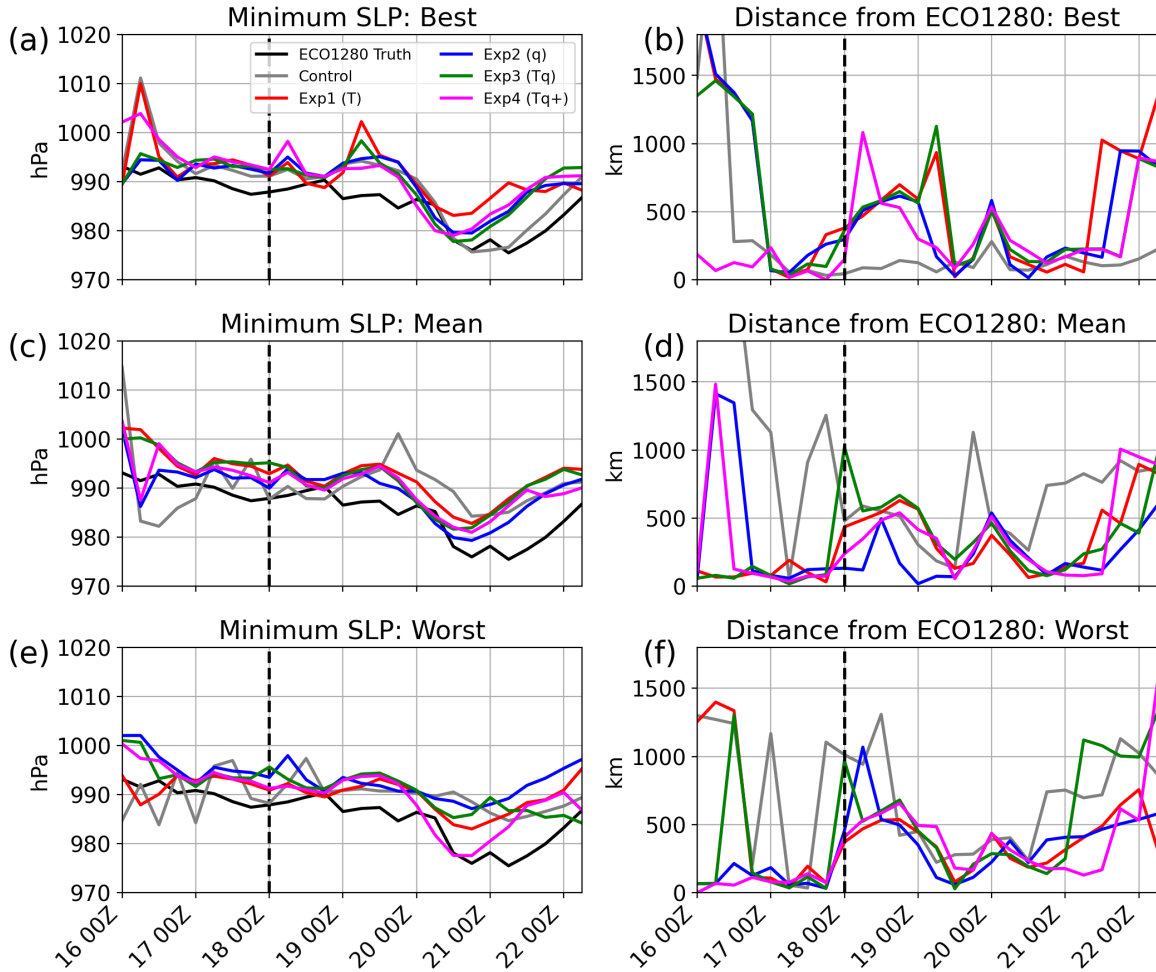 (a) Minimum SLP: Best
1020
1010
1000
990
980
970
hPa
ECO1280 Truth
Control
Exp1 (T)
Exp2 (q)
Exp3 (Tq)
Exp4 (Tq+)
(b) Distance from ECO1280: Best
1500
1000
500
0
km
(c) Minimum SLP: Mean
1020
1010
1000
990
980
970
hPa
(d) Distance from ECO1280: Mean
1500
1000
500
0
km
(e) Minimum SLP: Worst
1020
1010
1000
990
980
970
hPa
16 00Z
17 00Z
18 00Z
19 00Z
20 00Z
21 00Z
22 00Z
(f) Distance from ECO1280: Worst
1500
1000
500
0
km
16 00Z
17 00Z
18 00Z
19 00Z
20 00Z
21 00Z
22 00Z